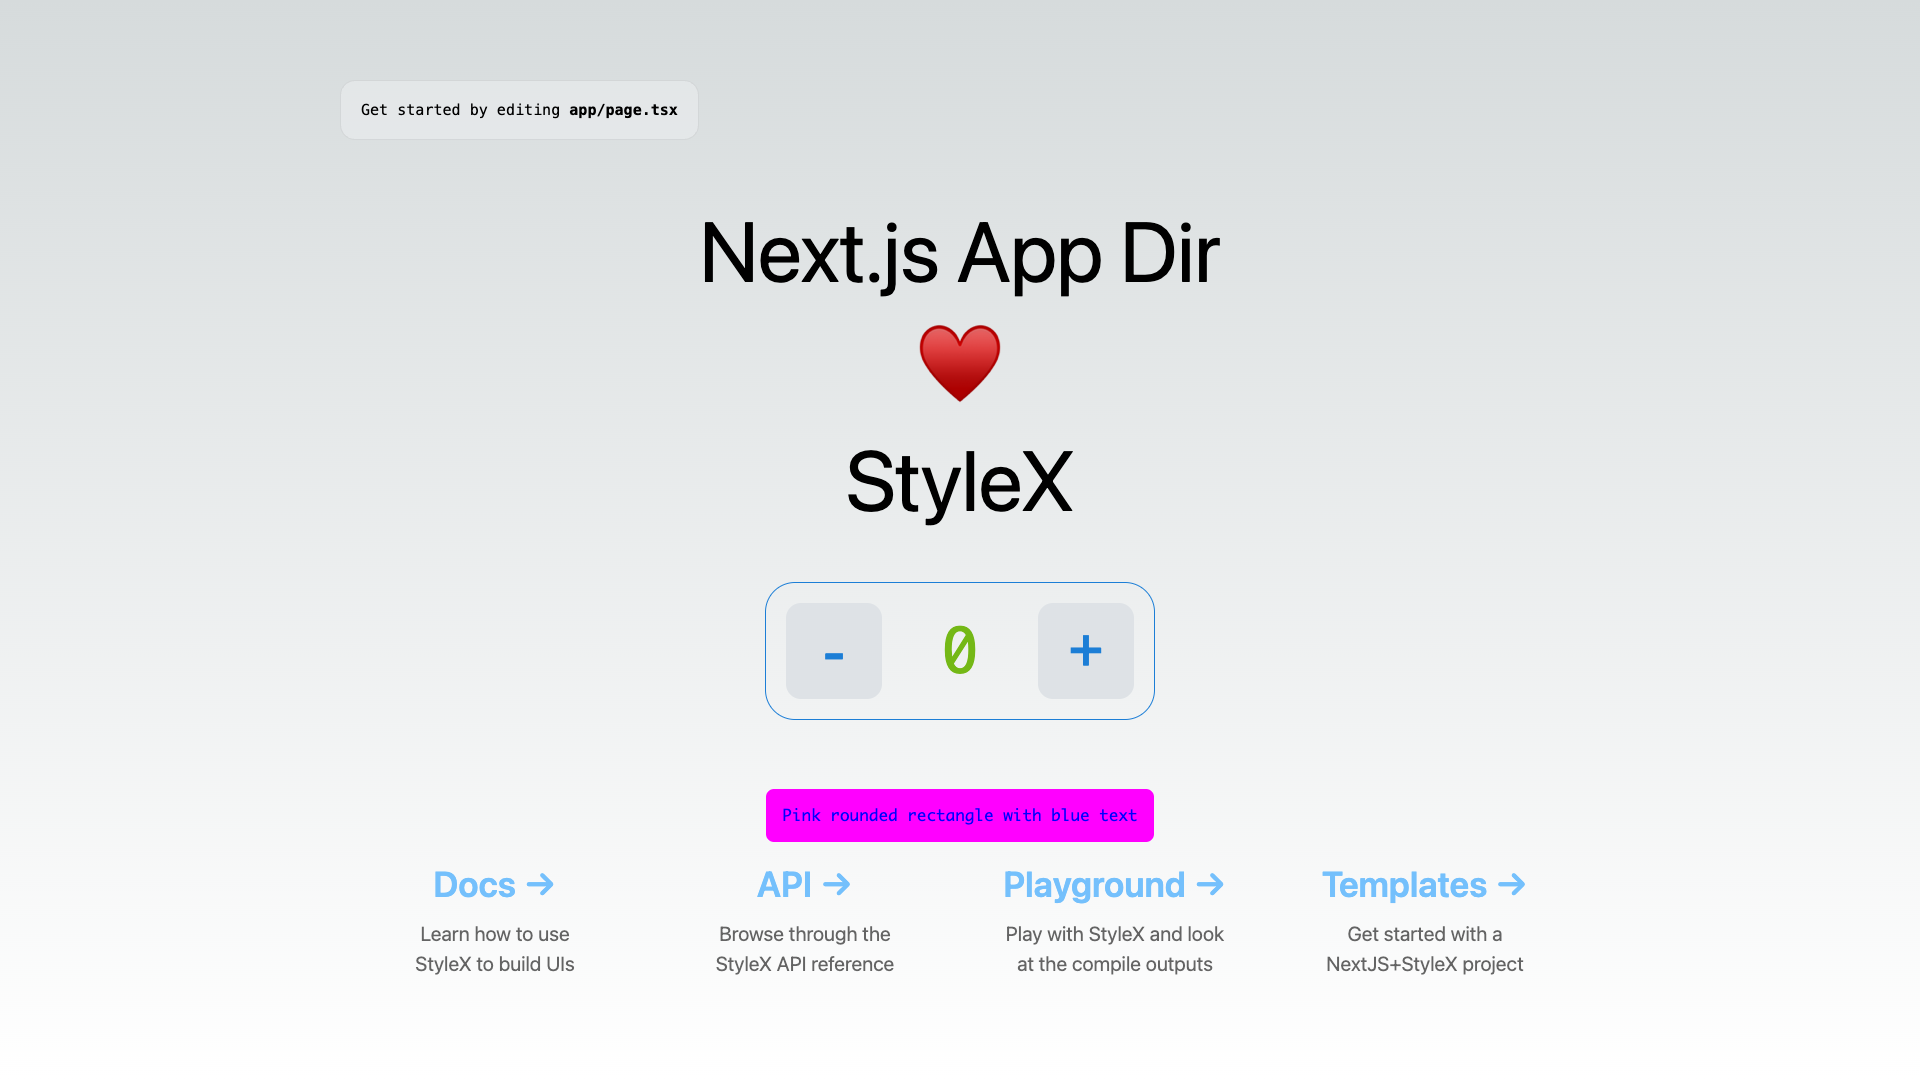 Get started by editing app/page.tsx
Next.js App Dir
♥️
StyleX
- 0 +
Pink rounded rectangle with blue text
Docs →
Learn how to use
StyleX to build UIs
API →
Browse through the
StyleX API reference
Playground →
Play with StyleX and look
at the compile outputs
Templates →
Get started with a
NextJS+StyleX project